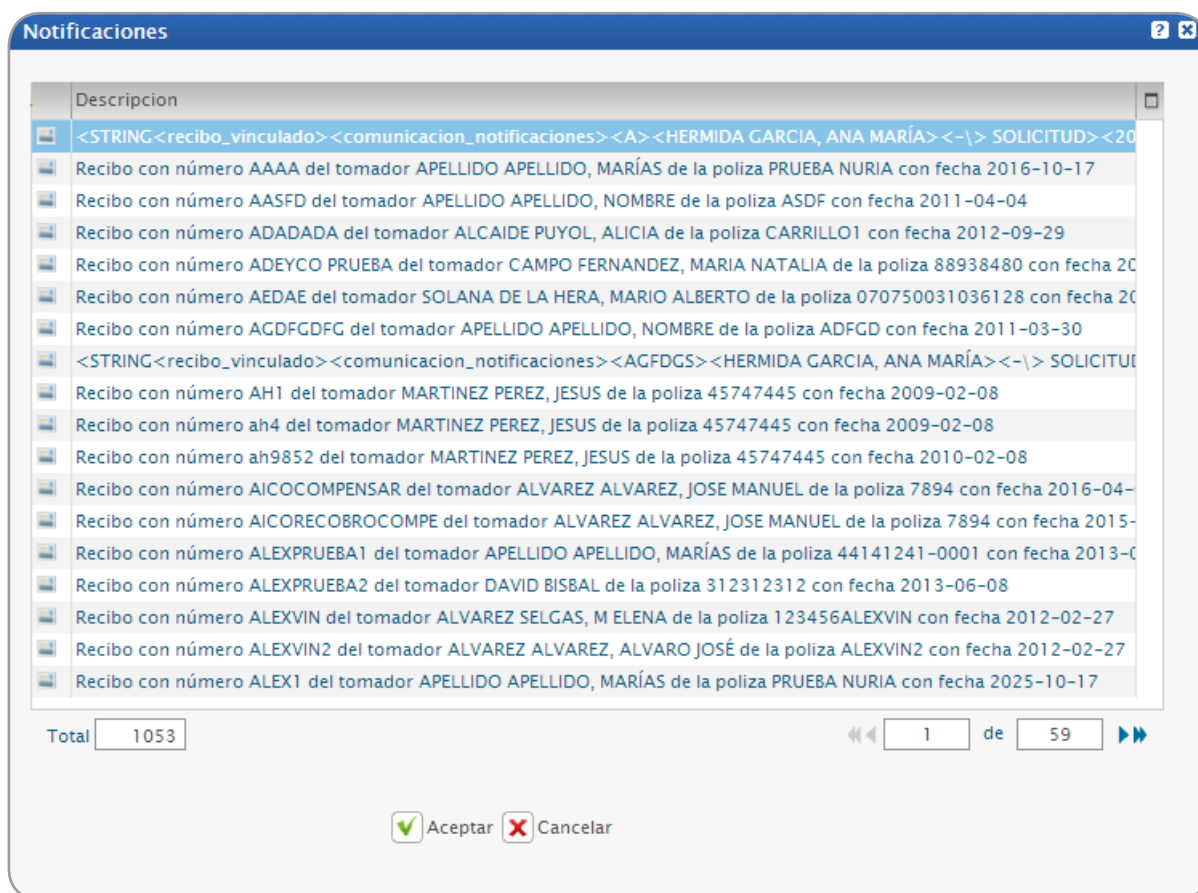 Notificaciones
Descripcion
<STRING<recibo_vinculado><comunicacion_notificaciones><A><HERMIDA GARCIA, ANA MARÍA><-\> SOLICITUD><20
Recibo con número AAAA del tomador APELLIDO APELLIDO, MARÍAS de la poliza PRUEBA NURIA con fecha 2016-10-17
Recibo con número AASFD del tomador APELLIDO APELLIDO, NOMBRE de la poliza ASDF con fecha 2011-04-04
Recibo con número ADADADA del tomador ALCAIDE PUYOL, ALICIA de la poliza CARRILLO1 con fecha 2012-09-29
Recibo con número ADEYCO PRUEBA del tomador CAMPO FERNANDEZ, MARIA NATALIA de la poliza 88938480 con fecha 20
Recibo con número AEDAE del tomador SOLANA DE LA HERA, MARIO ALBERTO de la poliza 070750031036128 con fecha 20
Recibo con número AGDFGDFG del tomador APELLIDO APELLIDO, NOMBRE de la poliza ADFGD con fecha 2011-03-30
<STRING<recibo_vinculado><comunicacion_notificaciones><AGFDGS><HERMIDA GARCIA, ANA MARÍA><-\> SOLICITUD
Recibo con número AH1 del tomador MARTINEZ PEREZ, JESUS de la poliza 45747445 con fecha 2009-02-08
Recibo con número ah4 del tomador MARTINEZ PEREZ, JESUS de la poliza 45747445 con fecha 2009-02-08
Recibo con número ah9852 del tomador MARTINEZ PEREZ, JESUS de la poliza 45747445 con fecha 2010-02-08
Recibo con número AICOCOMPENSAR del tomador ALVAREZ ALVAREZ, JOSE MANUEL de la poliza 7894 con fecha 2016-04-
Recibo con número AICORECOBROCOMPE del tomador ALVAREZ ALVAREZ, JOSE MANUEL de la poliza 7894 con fecha 2015-
Recibo con número ALEXPRUEBA1 del tomador APELLIDO APELLIDO, MARÍAS de la poliza 44141241-0001 con fecha 2013-0
Recibo con número ALEXPRUEBA2 del tomador DAVID BISBAL de la poliza 312312312 con fecha 2013-06-08
Recibo con número ALEXVIN del tomador ALVAREZ SELGAS, M ELENA de la poliza 123456ALEXVIN con fecha 2012-02-27
Recibo con número ALEXVIN2 del tomador ALVAREZ ALVAREZ, ALVARO JOSÉ de la poliza ALEXVIN2 con fecha 2012-02-27
Recibo con número ALEX1 del tomador APELLIDO APELLIDO, MARÍAS de la poliza PRUEBA NURIA con fecha 2025-10-17
Total 1053 1 de 59
Aceptar Cancelar